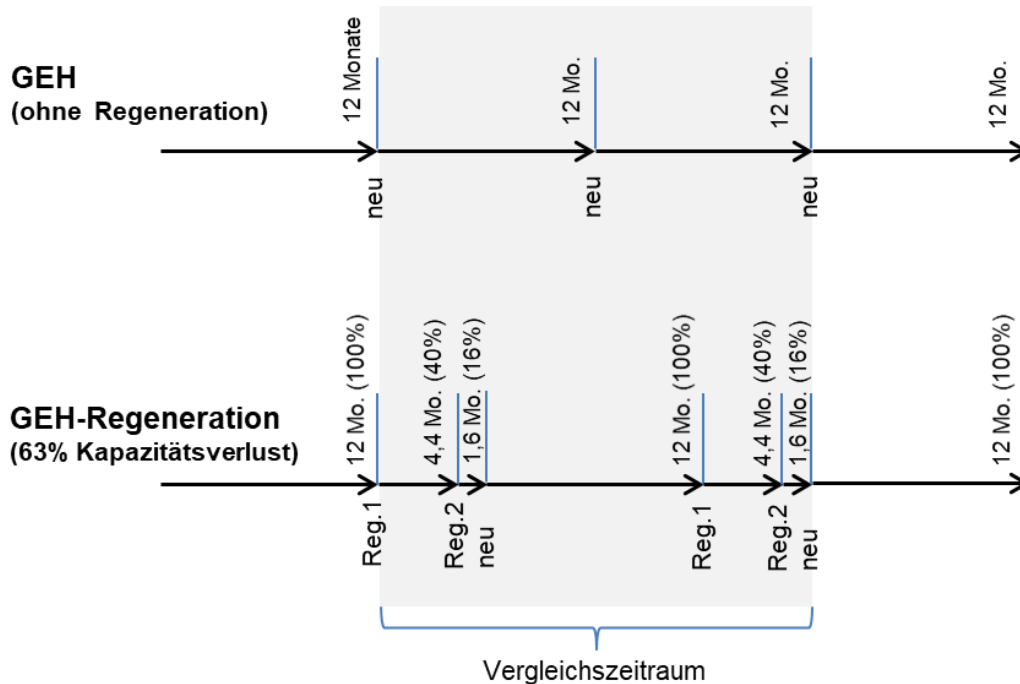 GEH
(ohne Regeneration)
12 Monate
12 Mo.
12 Mo.
12 Mo.
neu
neu
neu
GEH-Regeneration
(63% Kapazitätsverlust)
12 Mo. (100%)
4,4 Mo. (40%)
1,6 Mo. (16%)
12 Mo. (100%)
4,4 Mo. (40%)
1,6 Mo. (16%)
12 Mo. (100%)
Reg.1
Reg.2
neu
Reg.1
Reg.2
neu
Vergleichszeitraum